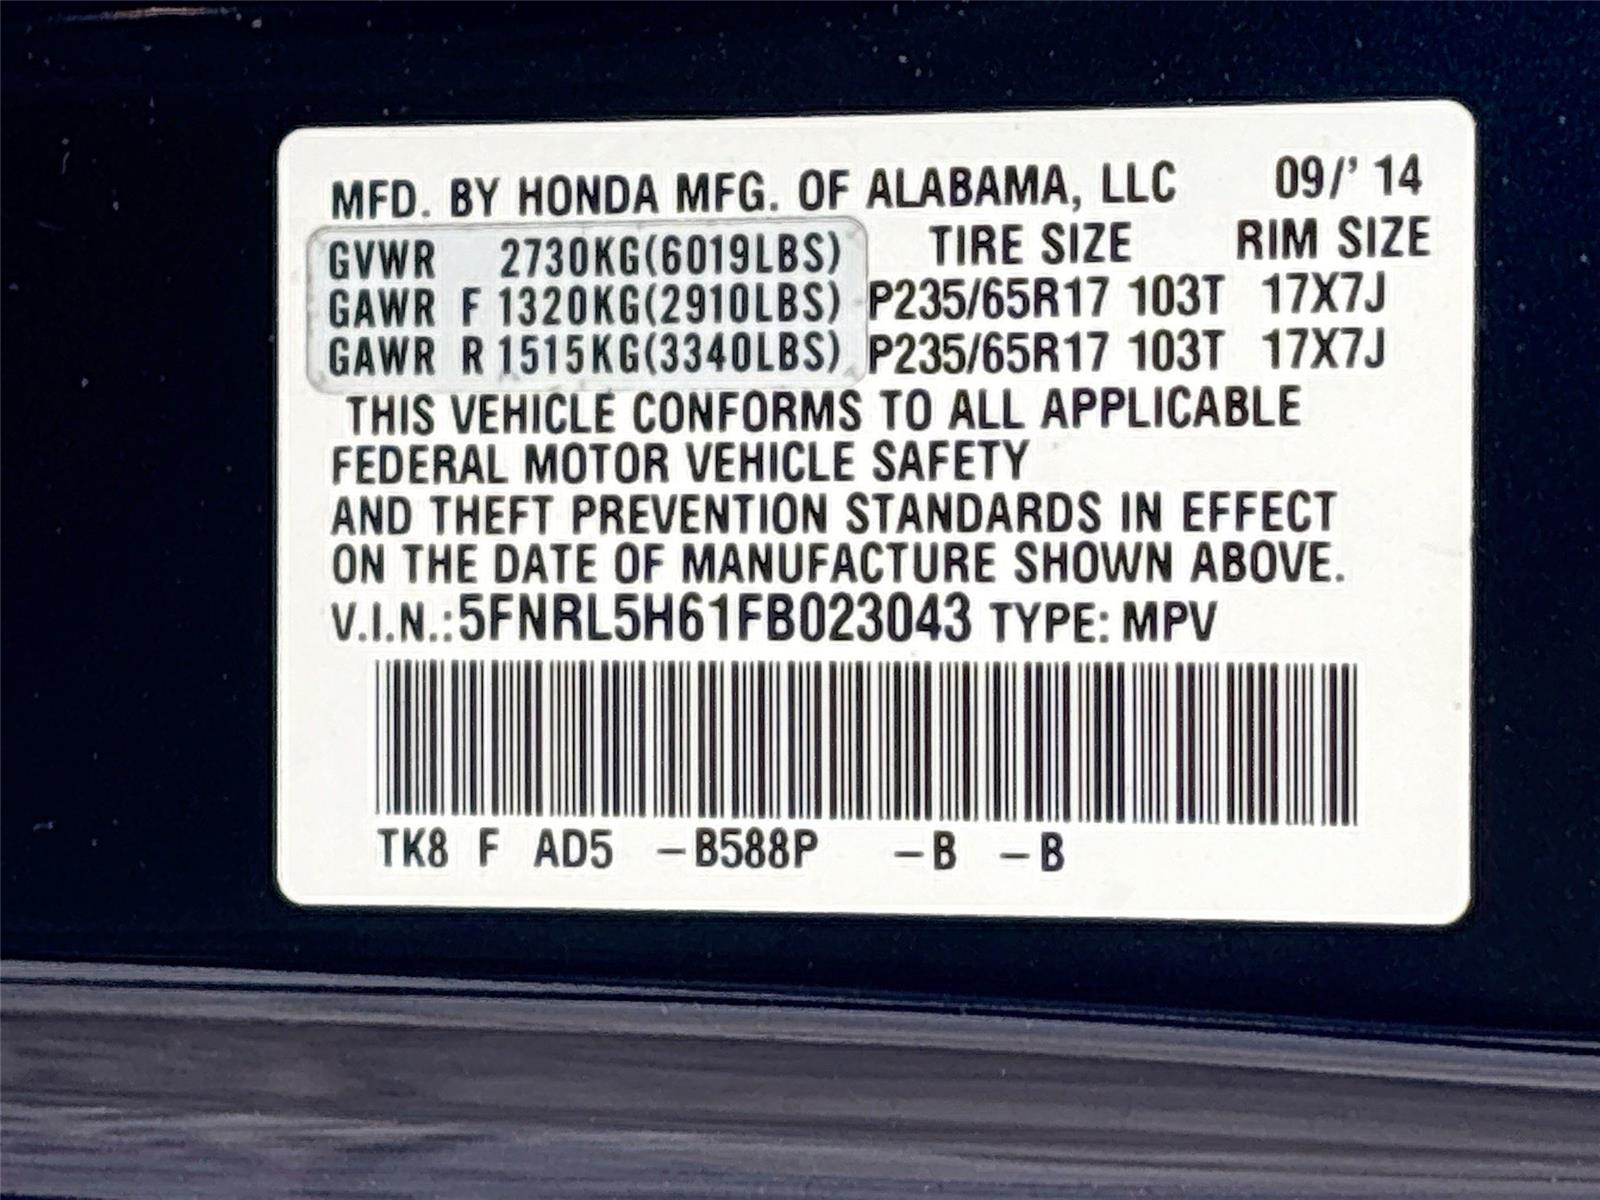 MFD. BY HONDA MFG. OF ALABAMA, LLC 09/' 14
GVWR 2730KG(6019LBS) TIRE SIZE RIM SIZE
GAWR F 1320KG(2910LBS) P235/65R17 103T 17X7J
GAWR R 1515KG(3340LBS) P235/65R17 103T 17X7J
THIS VEHICLE CONFORMS TO ALL APPLICABLE
FEDERAL MOTOR VEHICLE SAFETY
AND THEFT PREVENTION STANDARDS IN EFFECT
ON THE DATE OF MANUFACTURE SHOWN ABOVE.
V.I.N.:5FNRL5H61FB023043 TYPE: MPV
TK8 F AD5 –B588P –B –B